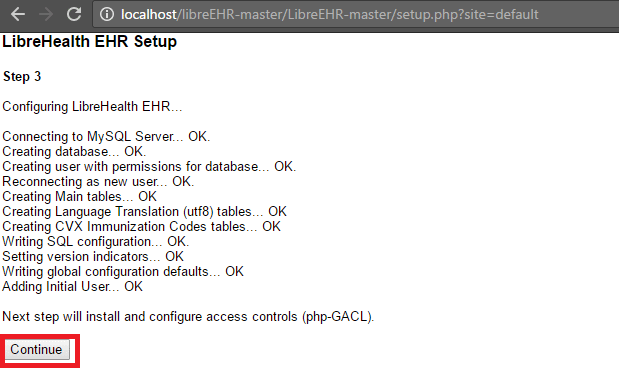 localhost/libreEHR-master/LibreEHR-master/setup.php?site=default
LibreHealth EHR Setup
Step 3
Configuring LibreHealth EHR...
Connecting to MySQL Server... OK.
Creating database... OK.
Creating user with permissions for database... OK.
Reconnecting as new user... OK.
Creating Main tables... OK
Creating Language Translation (utf8) tables... OK
Creating CVX Immunization Codes tables... OK
Writing SQL configuration... OK.
Setting version indicators... OK
Writing global configuration defaults... OK
Adding Initial User... OK
Next step will install and configure access controls (php-GACL).
Continue